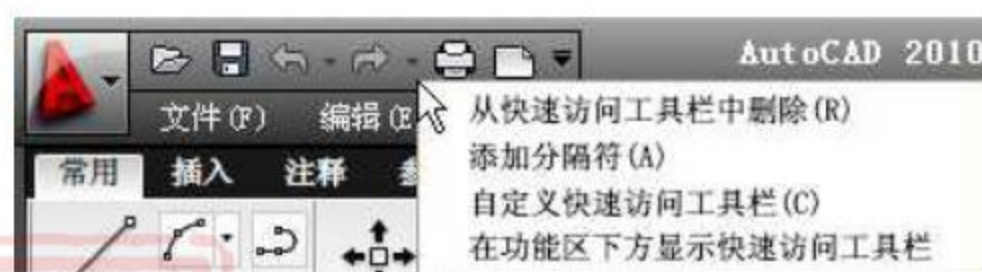 AutoCAD 2010
文件(F) 编辑(E
从快速访问工具栏中删除(R)
添加分隔符(A)
自定义快速访问工具栏(C)
在功能区下方显示快速访问工具栏
常用 插入 注释